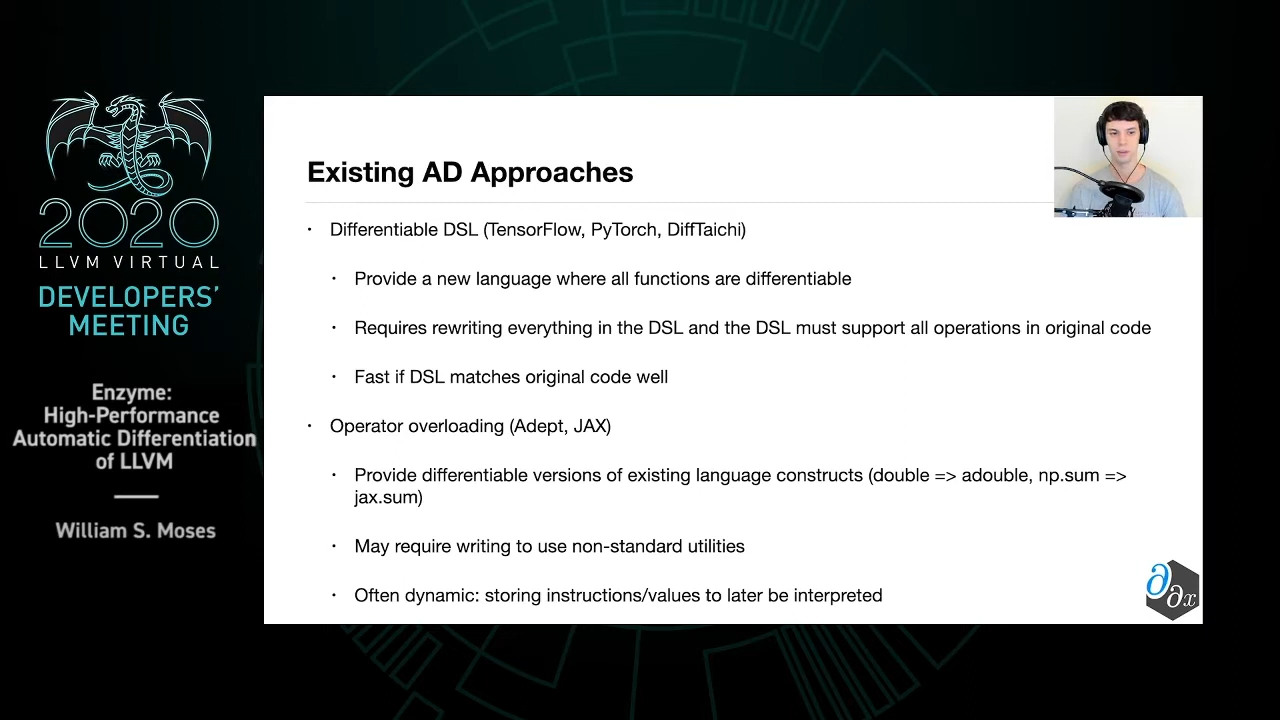 2020
LLVM VIRTUAL
DEVELOPERS'
MEETING
Enzyme:
High-Performance
Automatic Differentiation
of LLVM
William S. Moses
Existing AD Approaches
• Differentiable DSL (TensorFlow, PyTorch, DiffTaichi)
• Provide a new language where all functions are differentiable
• Requires rewriting everything in the DSL and the DSL must support all operations in original code
• Fast if DSL matches original code well
• Operator overloading (Adept, JAX)
• Provide differentiable versions of existing language constructs (double => adouble, np.sum =>
jax.sum)
• May require writing to use non-standard utilities
• Often dynamic: storing instructions/values to later be interpreted
∂
∂x